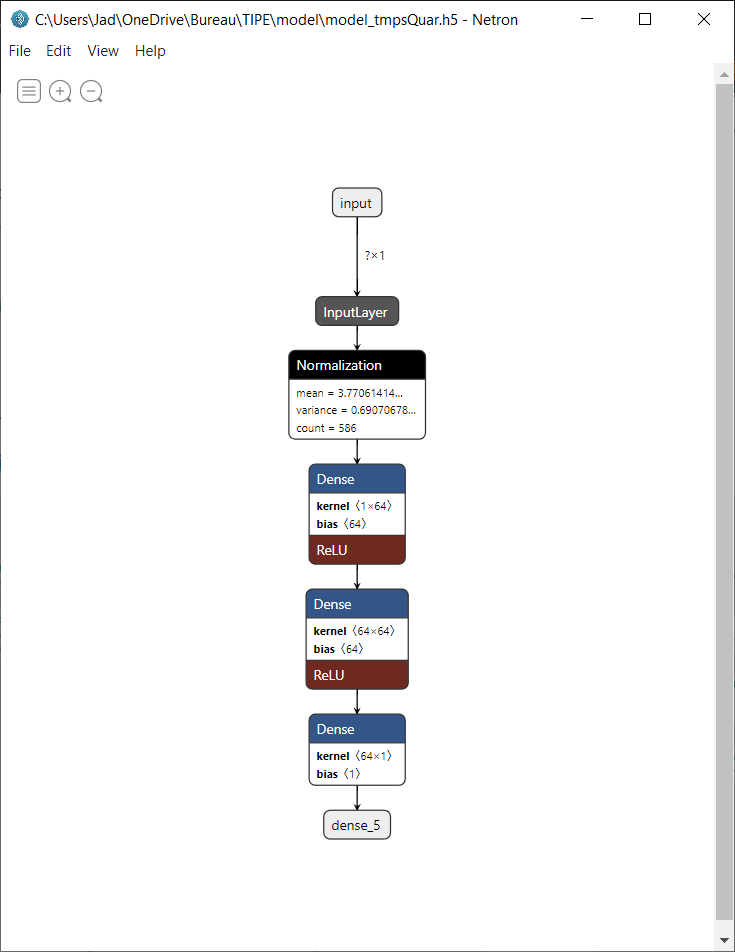 C:\Users\Jad\OneDrive\Bureau\TIPE\model\model_tmpsQuar.h5 - Netron
File Edit View Help
input
?×1
InputLayer
Normalization
mean = 3.77061414...
variance = 0.69070678...
count = 586
Dense
kernel 〈1×64〉
bias 〈64〉
ReLU
Dense
kernel 〈64×64〉
bias 〈64〉
ReLU
Dense
kernel 〈64×1〉
bias 〈1〉
dense_5